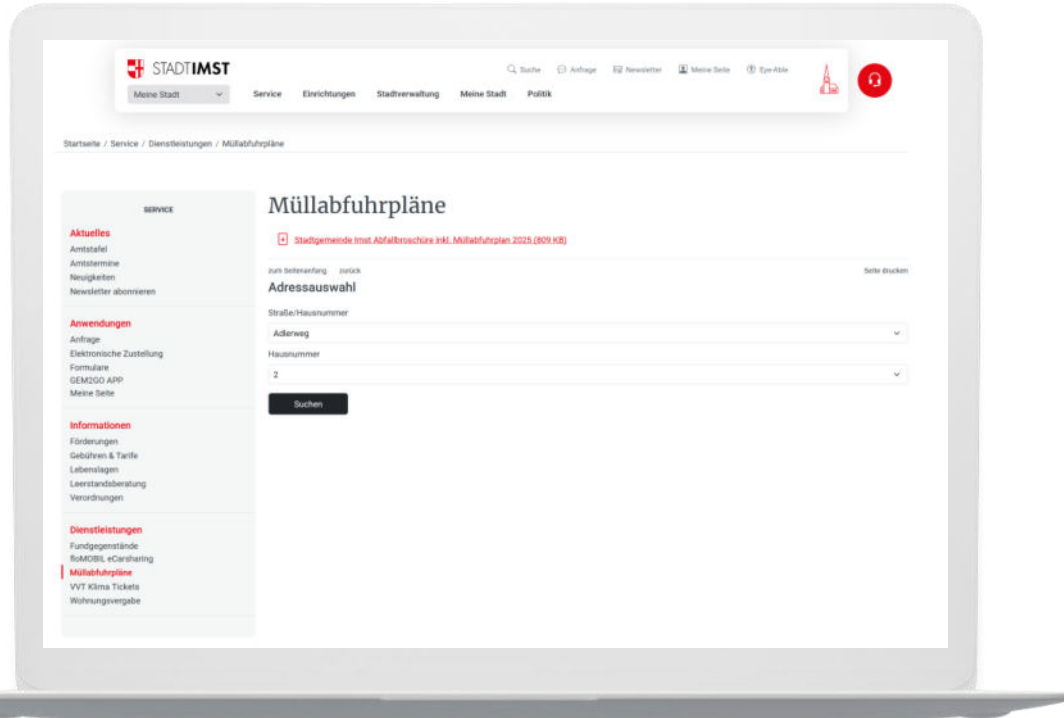 STADTIMST
Suche Anfrage Newsletter Meine Seite Eye-Able
Meine Stadt Service Einrichtungen Stadtverwaltung Meine Stadt Politik
Startseite / Service / Dienstleistungen / Müllabfuhrpläne
SERVICE
Aktuelles
Amtstafel
Amtstermine
Neuigkeiten
Newsletter abonnieren
Anwendungen
Anfrage
Elektronische Zustellung
Formulare
GEM2GO APP
Meine Seite
Informationen
Förderungen
Gebühren & Tarife
Lebenslagen
Leerstandsberatung
Verordnungen
Dienstleistungen
Fundgegenstände
floMOBIL eCarsharing
Müllabfuhrpläne
VVT Klima Tickets
Wohnungsvergabe
Müllabfuhrpläne
Stadtgemeinde Imst Abfallbroschüre inkl. Müllabfuhrplan 2025 (809 KB)
zum Seitenanfang zurück Seite drucken
Adressauswahl
Straße/Hausnummer
Adlerweg
Hausnummer
2
Suchen